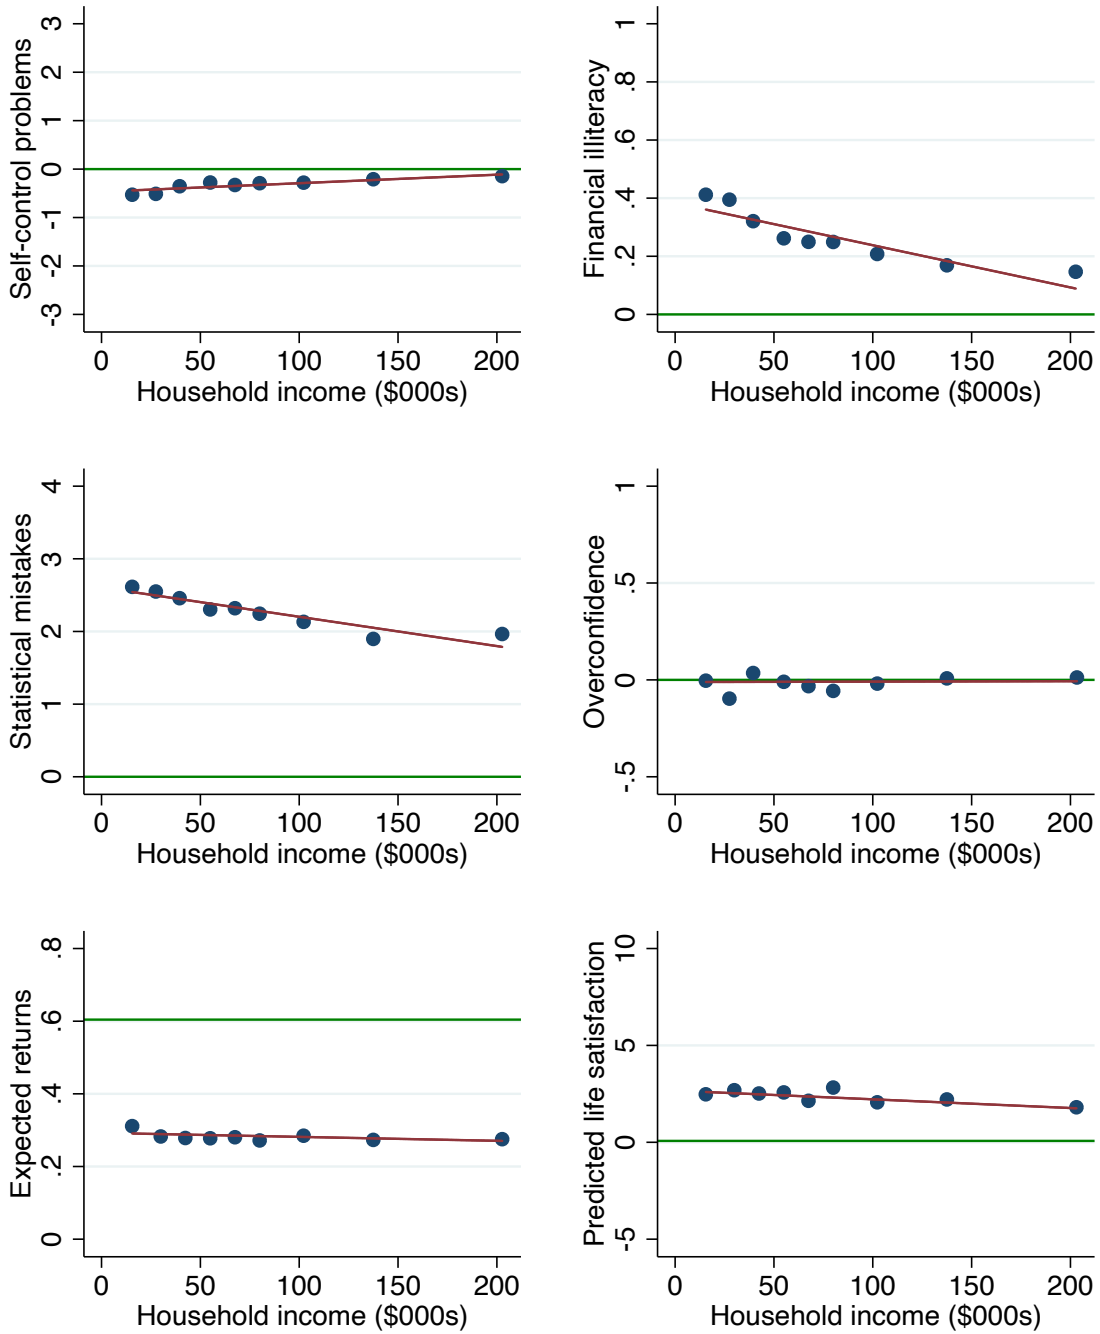 Self-control problems
3
2
1
0
-1
-2
-3
0 50 100 150 200
Household income ($000s)
Financial illiteracy
1
.8
.6
.4
.2
0
0 50 100 150 200
Household income ($000s)
Statistical mistakes
4
3
2
1
0
0 50 100 150 200
Household income ($000s)
Overconfidence
1
.5
0
-.5
0 50 100 150 200
Household income ($000s)
Expected returns
.8
.6
.4
.2
0
0 50 100 150 200
Household income ($000s)
Predicted life satisfaction
10
5
0
-5
0 50 100 150 200
Household income ($000s)